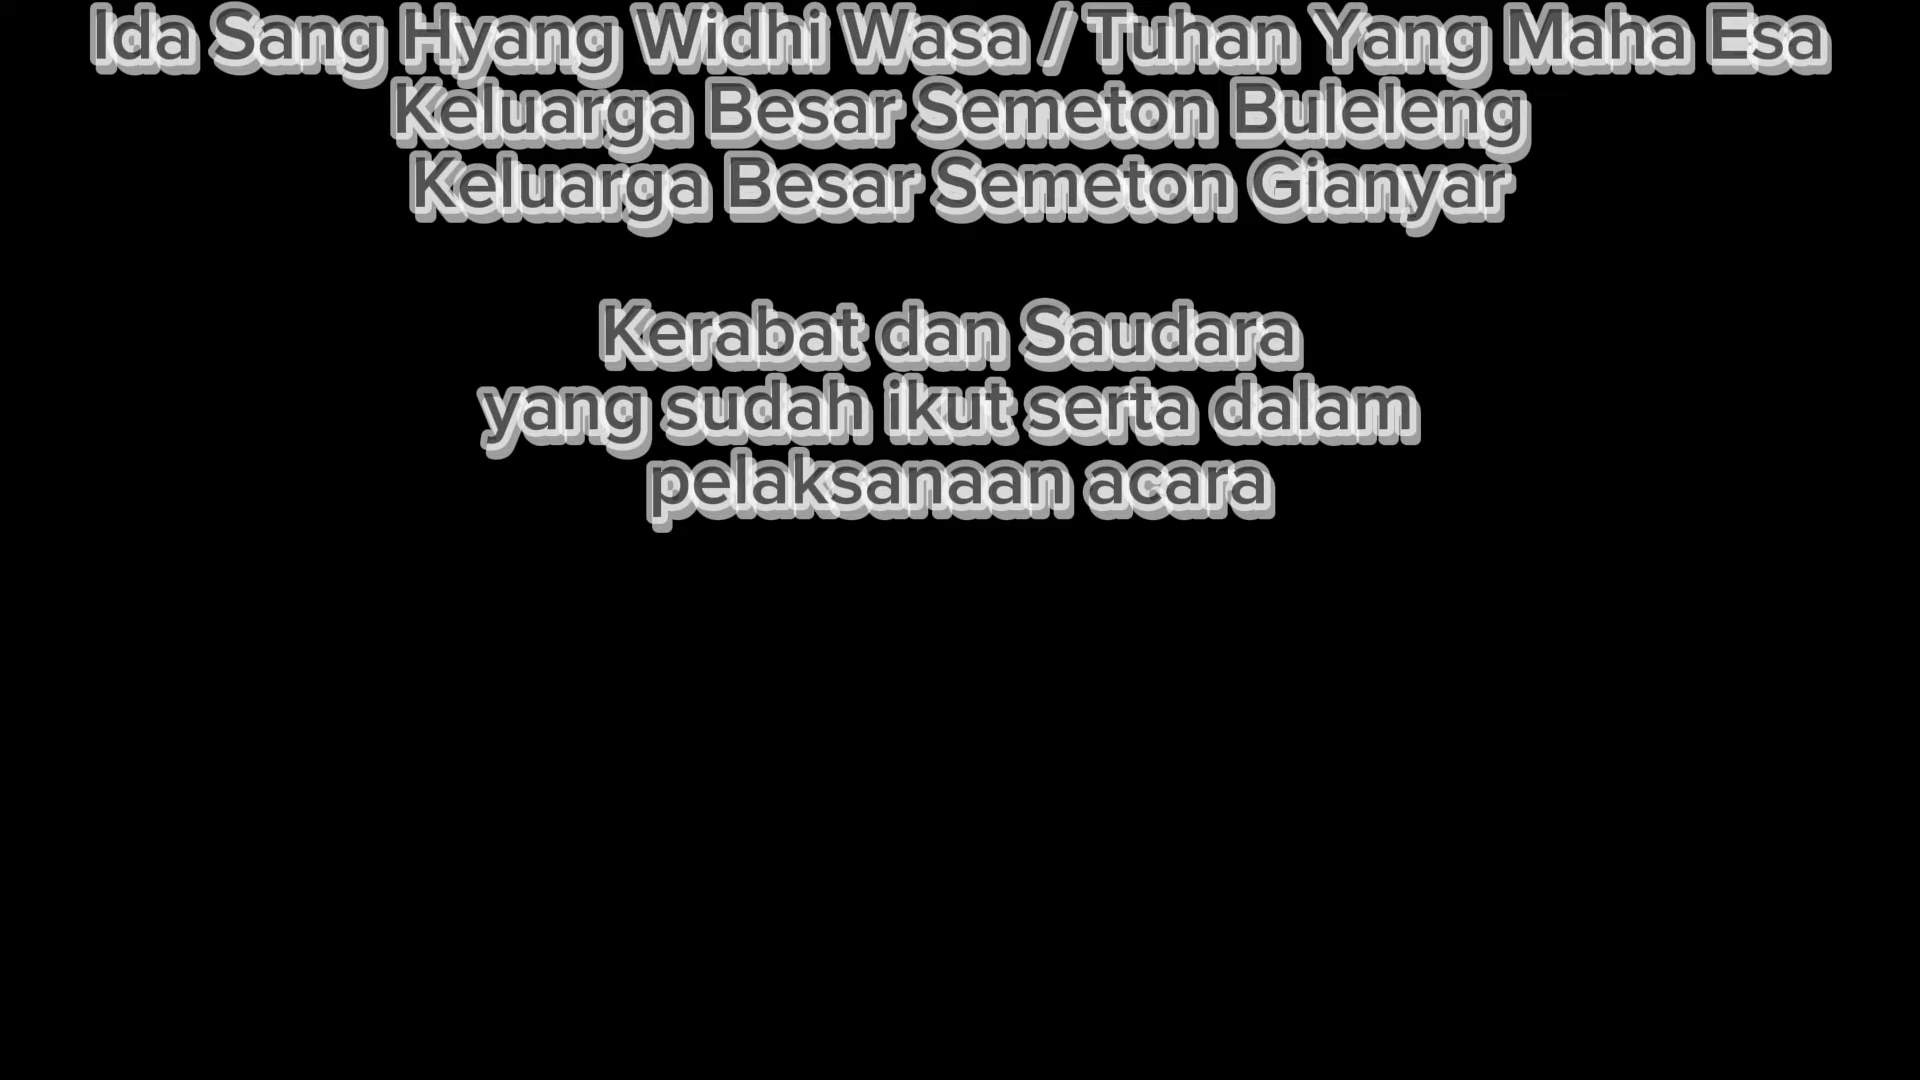 Ida Sang Hyang Widhi Wasa / Tuhan Yang Maha Esa
Keluarga Besar Semeton Buleleng
Keluarga Besar Semeton Gianyar
Kerabat dan Saudara
yang sudah ikut serta dalam
pelaksanaan acara